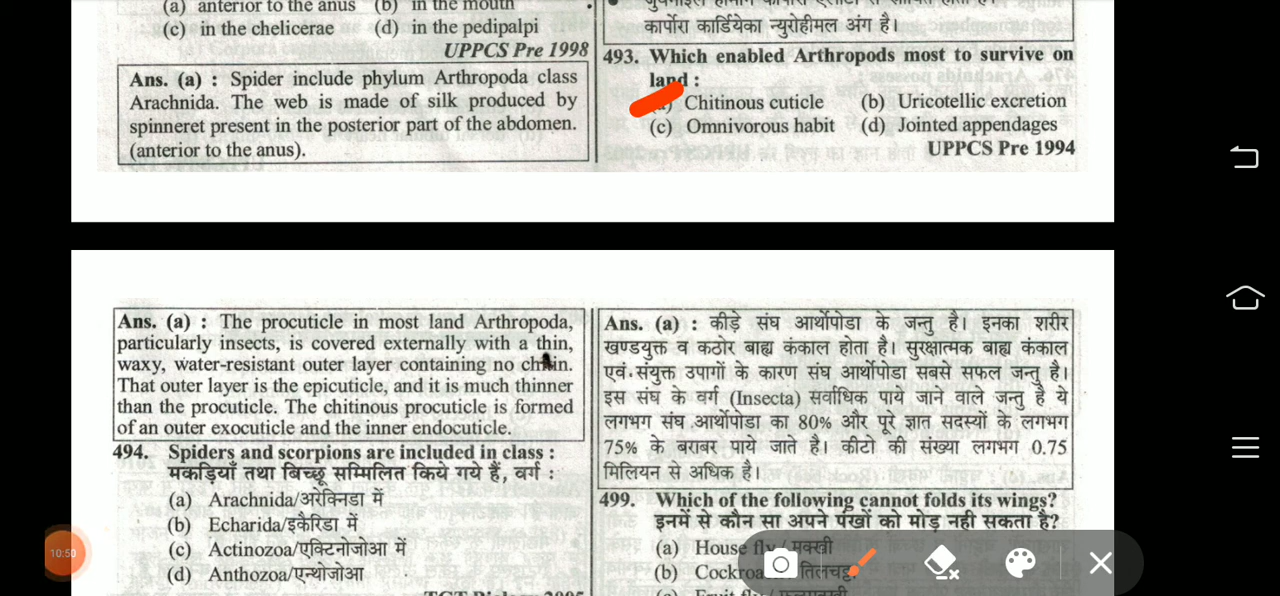 (a) anterior to the anus (b) in the mouth
(c) in the chelicerae (d) in the pedipalpi
UPPCS Pre 1998
Ans. (a) : Spider include phylum Arthropoda class
Arachnida. The web is made of silk produced by
spinneret present in the posterior part of the abdomen.
(anterior to the anus).
कार्पोरा कार्डियेका न्युरोहीमल अंग है।
493. Which enabled Arthropods most to survive on
land :
Chitinous cuticle (b) Uricotellic excretion
(c) Omnivorous habit (d) Jointed appendages
UPPCS Pre 1994
Ans. (a) : The procuticle in most land Arthropoda,
particularly insects, is covered externally with a thin,
waxy, water-resistant outer layer containing no
That outer layer is the epicuticle, and it is much thinner
than the procuticle. The chitinous procuticle is formed
of an outer exocuticle and the inner endocuticle.
494. Spiders and scorpions are included in class :
मकड़ियाँ तथा बिच्छू सम्मिलित किये गये हैं, वर्ग :
(a) Arachnida/अरेक्निडा में
(b) Echarida/इकैरिडा में
(c) Actinozoa/एक्टिनोजोआ में
(d) Anthozoa/एन्थोजोआ
Ans. (a) : कीड़े संघ आर्थोपोडा के जन्तु है। इनका शरीर
खण्डयुक्त व कठोर बाह्य कंकाल होता है। सुरक्षात्मक बाह्य कंकाल
एवं संयुक्त उपागों के कारण संघ आर्थोपोडा सबसे सफल जन्तु है।
इस संघ के वर्ग (Insecta) सर्वाधिक पाये जाने वाले जन्तु है ये
लगभग संघ आर्थोपोडा का 80% और पूरे ज्ञात सदस्यों के लगभग
75% के बराबर पाये जाते है। कीटो की संख्या लगभग 0.75
मिलियन से अधिक है।
499. Which of the following cannot folds its wings?
इनमें से कौन सा अपने पंखों को मोड़ नही सकता है?
(a) House fly / मक्खी
(b)
10:50